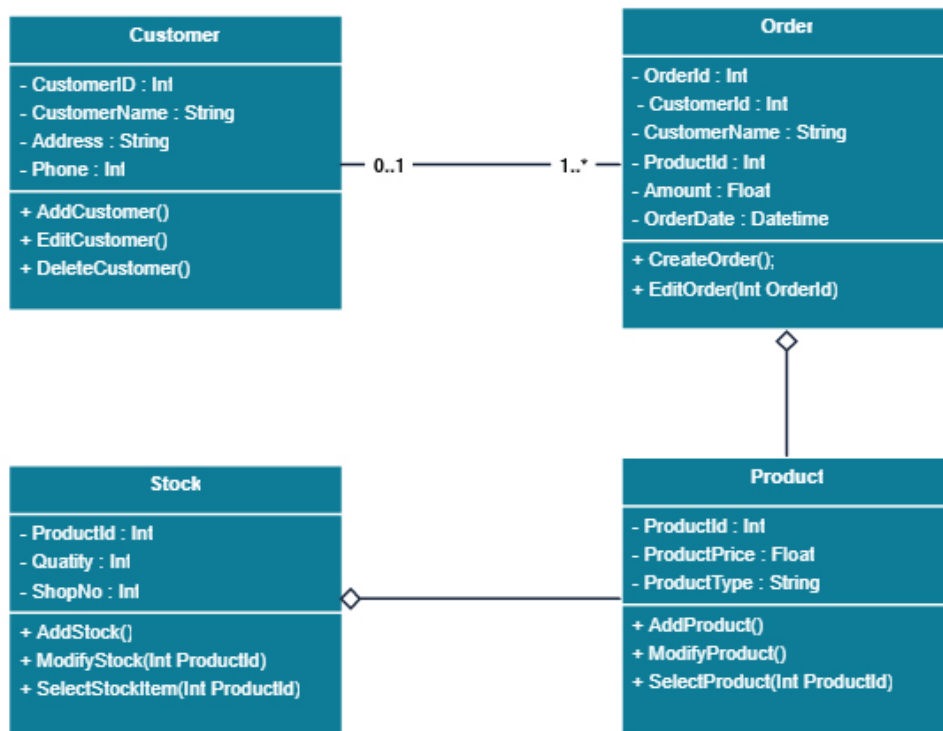 Customer
- CustomerID : Int
- CustomerName : String
- Address : String
- Phone : Int
+ AddCustomer()
+ EditCustomer()
+ DeleteCustomer()
0..1
1..*
Order
- OrderId : Int
- CustomerId : Int
- CustomerName : String
- ProductId : Int
- Amount : Float
- OrderDate : Datetime
+ CreateOrder();
+ EditOrder(Int OrderId)
Stock
- ProductId : Int
- Quatity : Int
- ShopNo : Int
+ AddStock()
+ ModifyStock(Int ProductId)
+ SelectStockItem(Int ProductId)
Product
- ProductId : Int
- ProductPrice : Float
- ProductType : String
+ AddProduct()
+ ModifyProduct()
+ SelectProduct(Int ProductId)